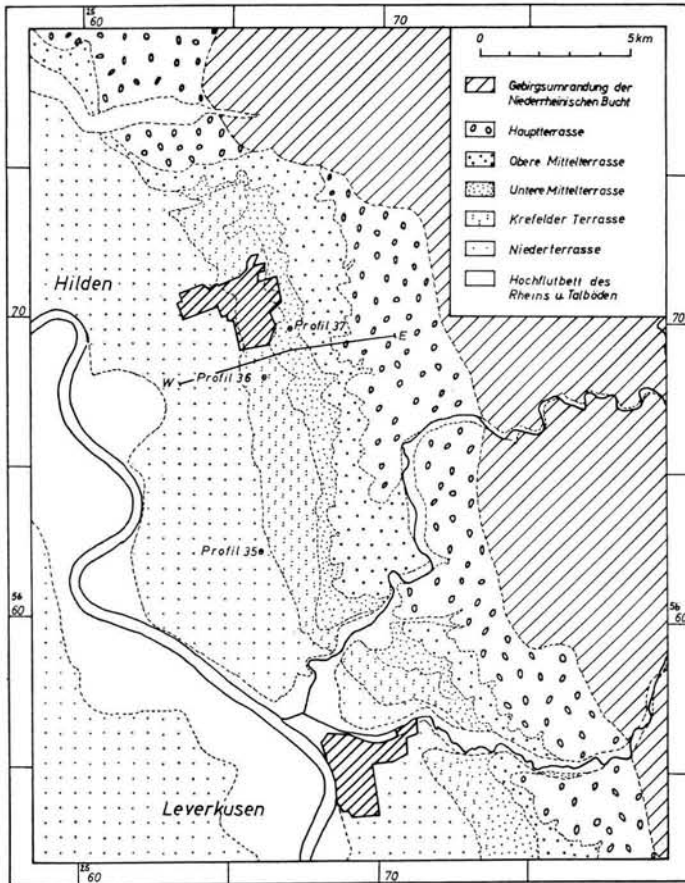 25
60
70
0
5km
Gebirgsumrandung der
Niederrheinischen Bucht
Hauptterrasse
Obere Mittelterrasse
Untere Mittelterrasse
Krefelder Terrasse
Niederterrasse
Hochflutbett des
Rheins u. Talböden
Hilden
70
70
Profil 37
E
W
Profil 36
Profil 35
56
60
56
60
Leverkusen
25
60
70